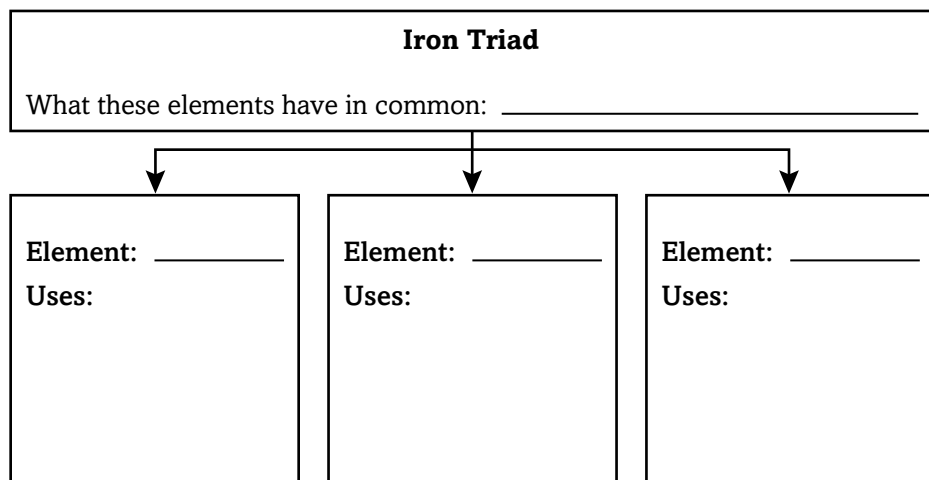 Iron Triad
What these elements have in common:
Element:
Uses:
Element:
Uses:
Element:
Uses: